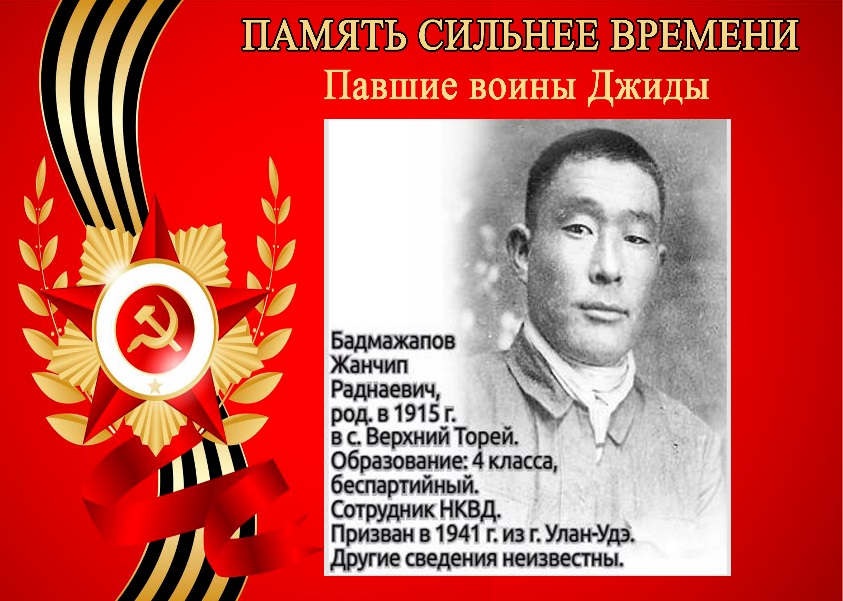 ПАМЯТЬ СИЛЬНЕЕ ВРЕМЕНИ
Павшие воины Джиды
Бадмажапов
Жанчип
Раднаевич,
род. в 1915 г.
в с. Верхний Торей.
Образование: 4 класса,
беспартийный.
Сотрудник НКВД.
Призван в 1941 г. из г. Улан-Удэ.
Другие сведения неизвестны.